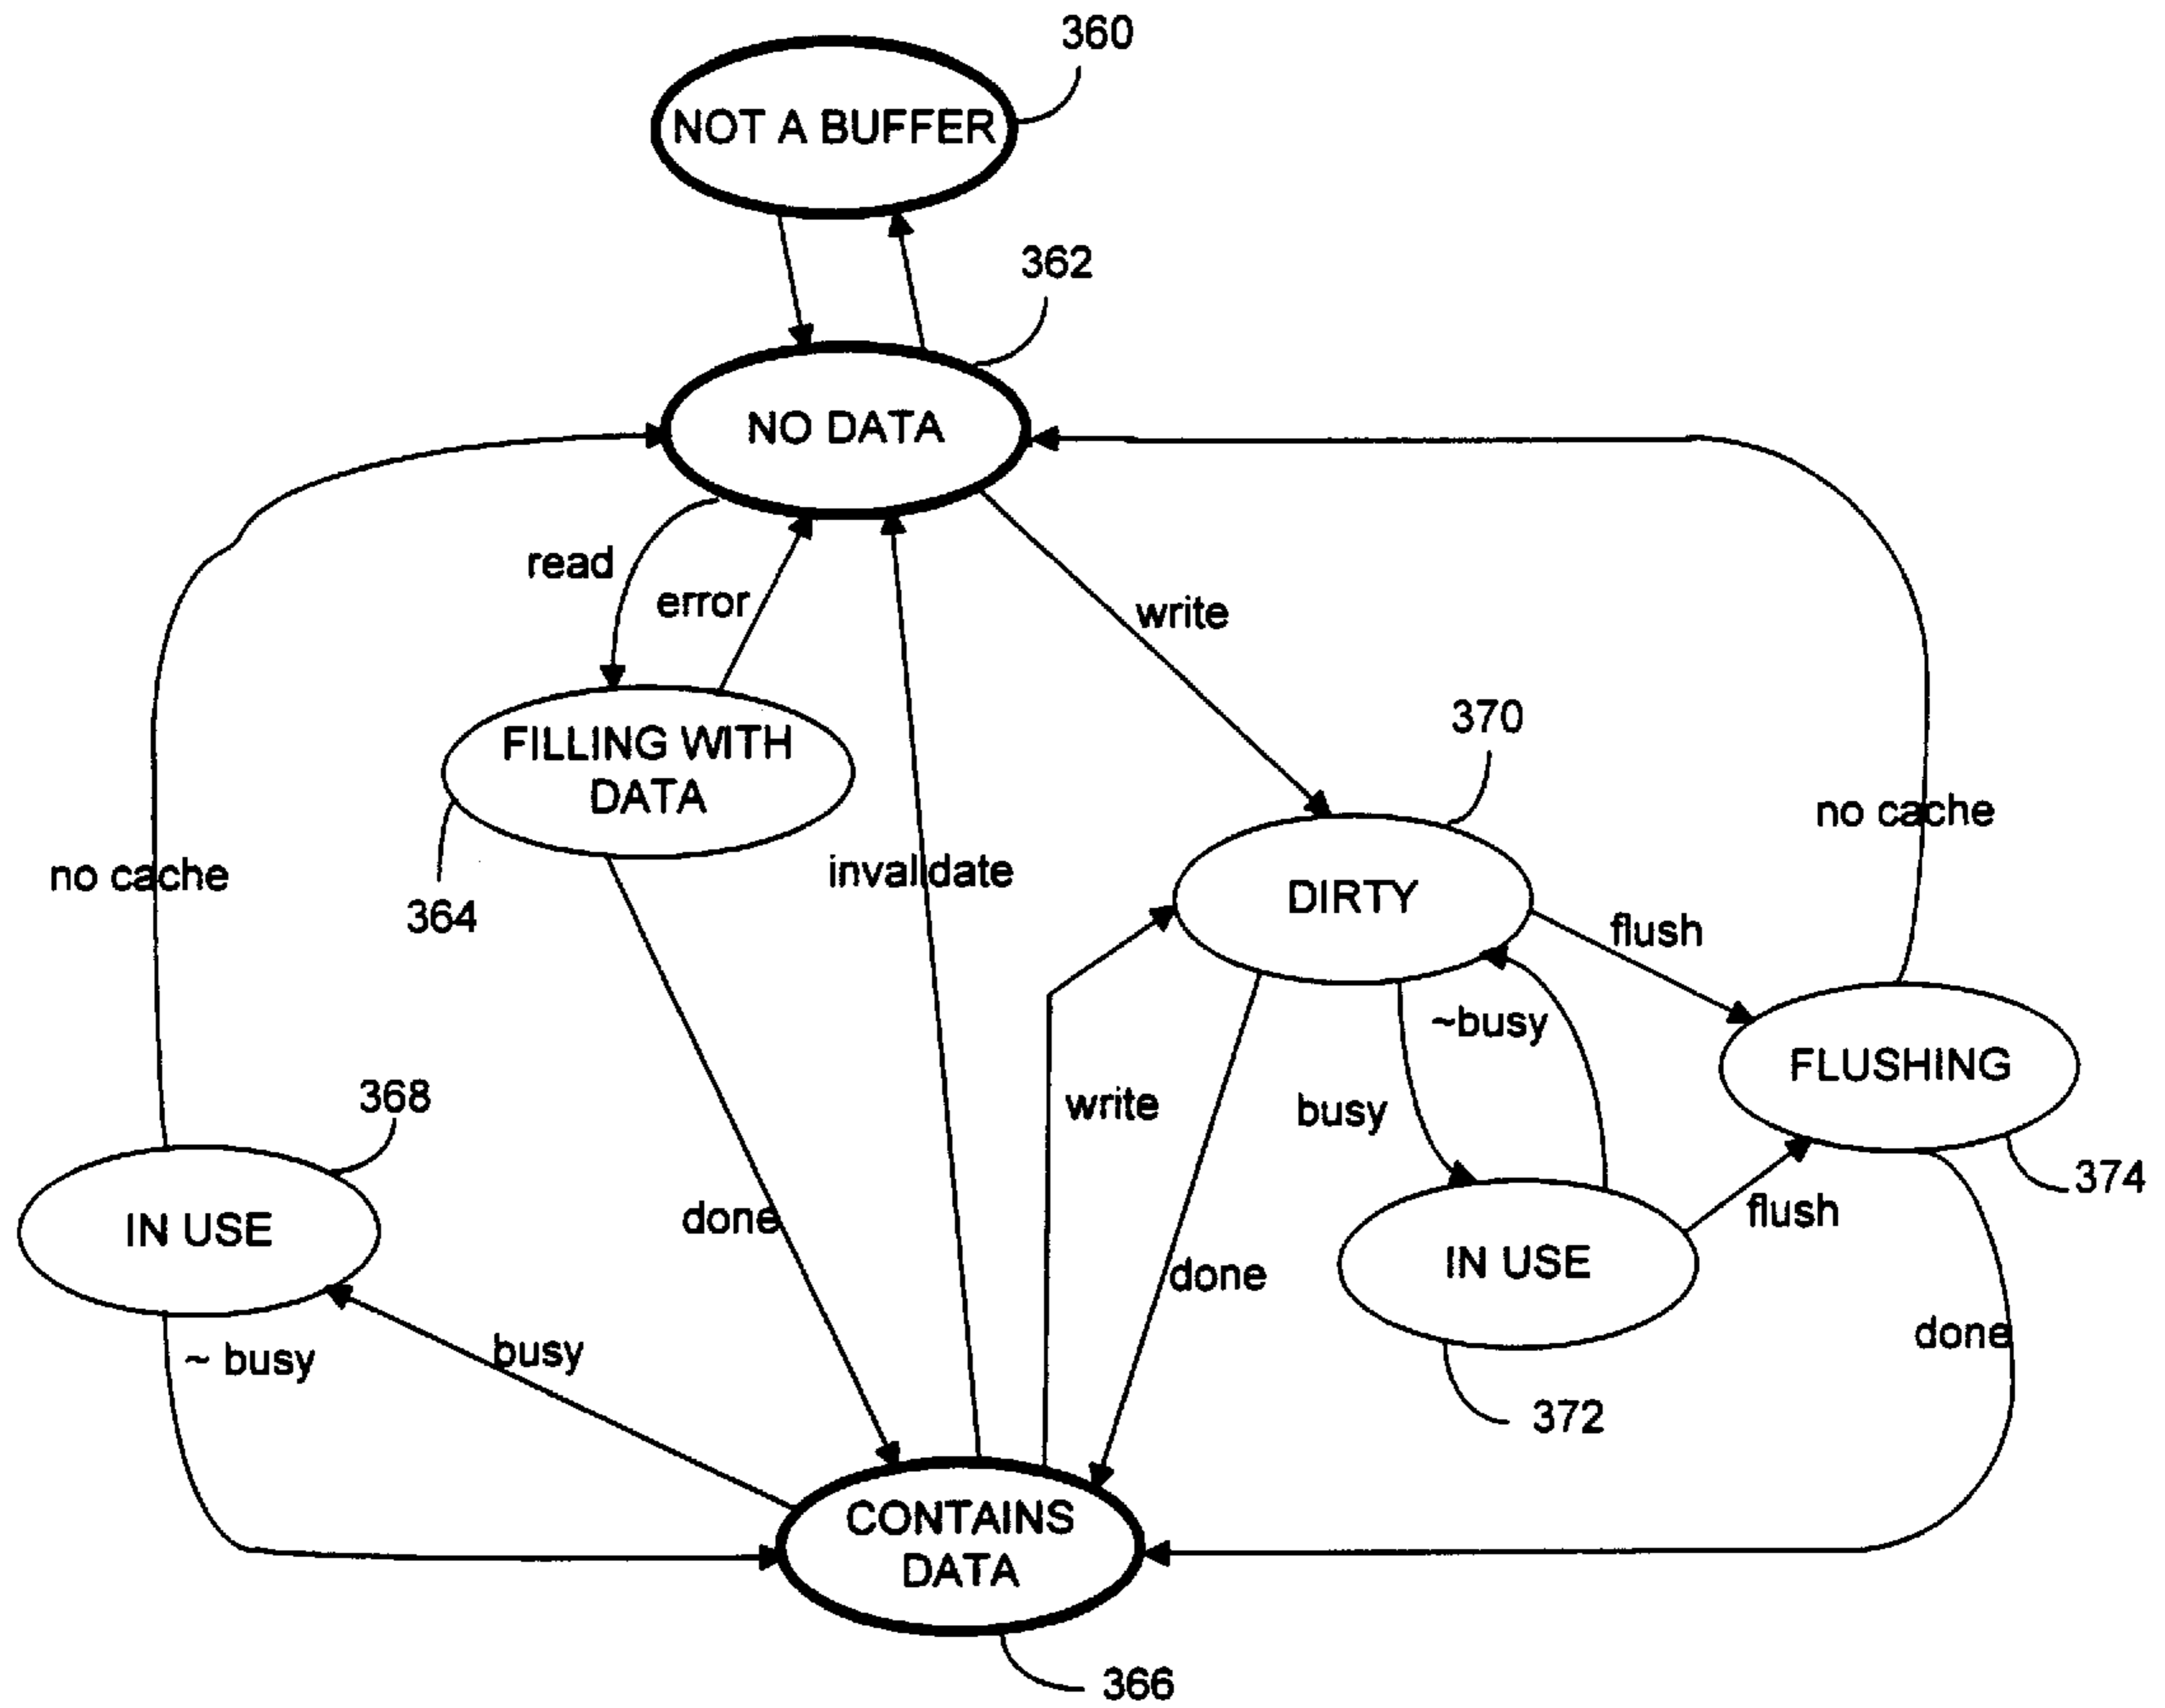 360
NOT A BUFFER
362
NO DATA
read
error
write
FILLING WITH
DATA
370
no cache
no cache
invalidate
364
DIRTY
flush
~busy
FLUSHING
368
write
busy
374
IN USE
done
flush
IN USE
done
done
~ busy
busy
372
CONTAINS
DATA
366